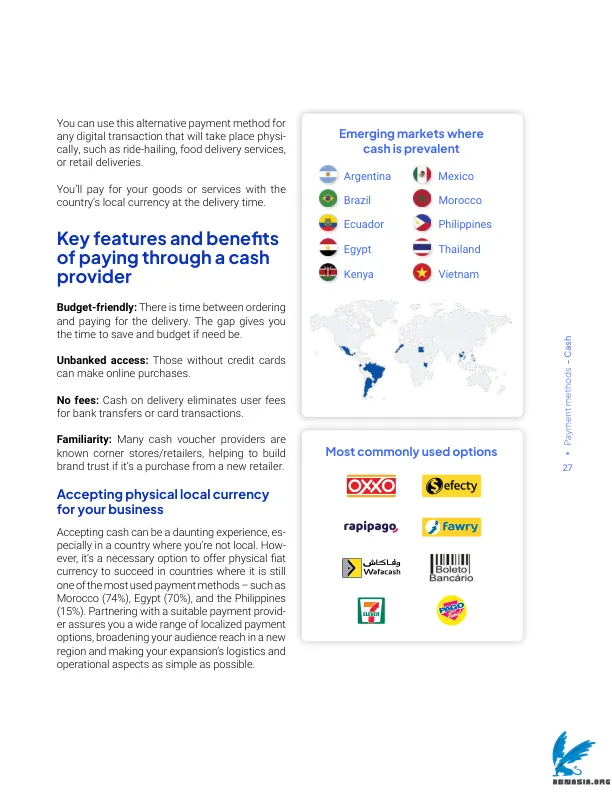 You can use this alternative payment method for
any digital transaction that will take place physi-
cally, such as ride-hailing, food delivery services,
or retail deliveries.
You'll pay for your goods or services with the
country's local currency at the delivery time.
Key features and benefits
of paying through a cash
provider
Budget-friendly: There is time between ordering
and paying for the delivery. The gap gives you
the time to save and budget if need be.
Unbanked access: Those without credit cards
can make online purchases.
No fees: Cash on delivery eliminates user fees
for bank transfers or card transactions.
Familiarity: Many cash voucher providers are
known corner stores/retailers, helping to build
brand trust if it's a purchase from a new retailer.
Accepting physical local currency
for your business
Accepting cash can be a daunting experience, es-
pecially in a country where you're not local. How-
ever, it's a necessary option to offer physical fiat
currency to succeed in countries where it is still
one of the most used payment methods – such as
Morocco (74%), Egypt (70%), and the Philippines
(15%). Partnering with a suitable payment provid-
er assures you a wide range of localized payment
options, broadening your audience reach in a new
region and making your expansion's logistics and
operational aspects as simple as possible.
Emerging markets where
cash is prevalent
Argentina
Brazil
Ecuador
Egypt
Kenya
Mexico
Morocco
Philippines
Thailand
Vietnam
Most commonly used options
OXXO
Efecty
rapipago
fawry
وفاكاش
Wafacash
Boleto
Bancário
7
ELEVEN
PAGO
FACIL
• Payment methods - Cash
27
ABNASIA.ORG